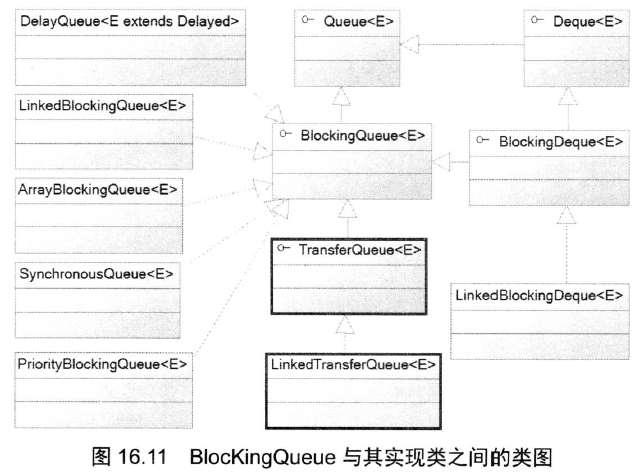 DelayQueue<E extends Delayed>
Queue<E>
Deque<E>
LinkedBlockingQueue<E>
BlockingQueue<E>
BlockingDeque<E>
ArrayBlockingQueue<E>
TransferQueue<E>
SynchronousQueue<E>
LinkedBlockingDeque<E>
PriorityBlockingQueue<E>
LinkedTransferQueue<E>
图 16.11 BlocKingQueue 与其实现类之间的类图